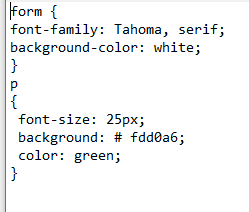 form {
font-family: Tahoma, serif;
background-color: white;
}
p
{
 font-size: 25px;
 background: # fdd0a6;
 color: green;
}